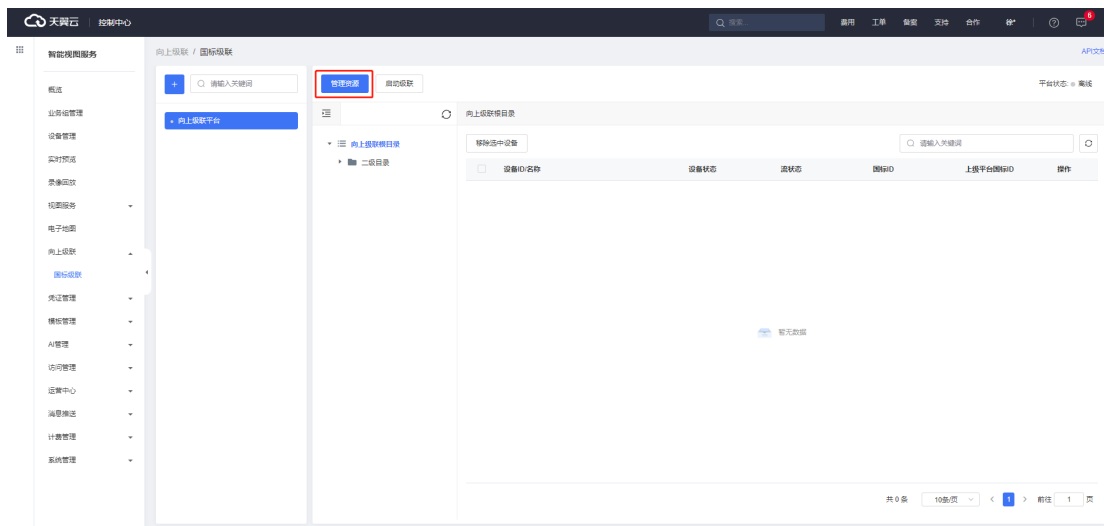 天翼云 控制中心 搜索... 费用 工单 备案 支持 合作 徐* 6
智能视图服务 向上级联 / 国标级联 API文档
概览
业务组管理
设备管理
实时预览
录像回放
视图服务
电子地图
向上级联
国标级联
凭证管理
模板管理
AI管理
访问管理
运营中心
消息推送
计费管理
系统管理
+ 请输入关键词
向上级联平台
管理资源 启动级联 平台状态: 离线
向上级联根目录
向上级联根目录
二级目录
移除选中设备 请输入关键词
设备ID/名称 设备状态 流状态 国标ID 上级平台国标ID 操作
暂无数据
共 0 条 10条/页 < 1 > 前往 1 页